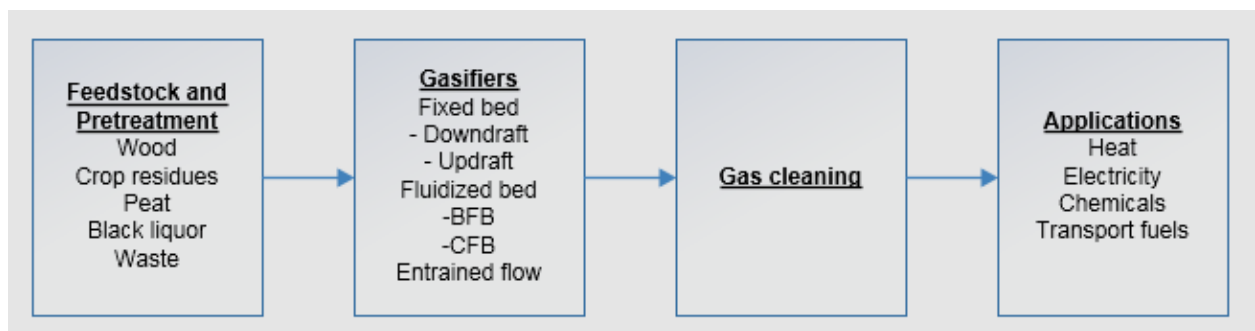 Feedstock and
Pretreatment
Wood
Crop residues
Peat
Black liquor
Waste
Gasifiers
Fixed bed
- Downdraft
- Updraft
Fluidized bed
-BFB
-CFB
Entrained flow
Gas cleaning
Applications
Heat
Electricity
Chemicals
Transport fuels